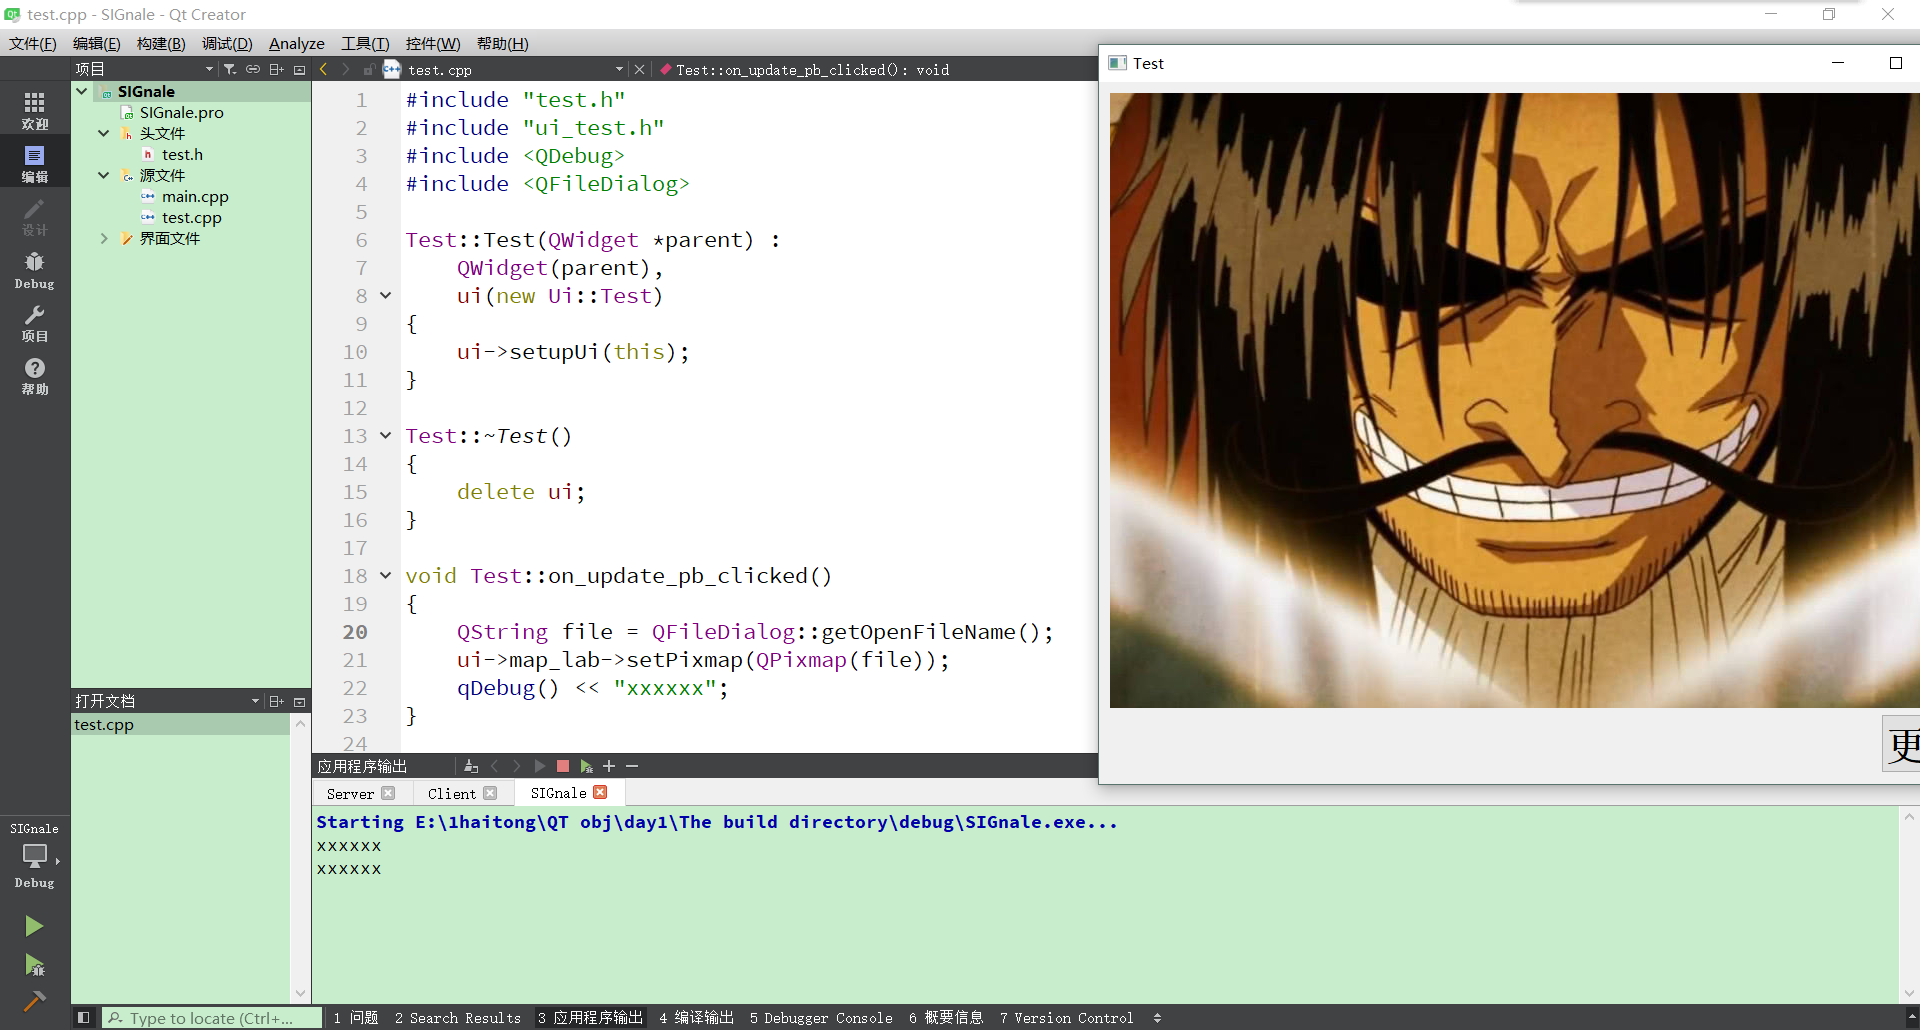 test.cpp - SIGnale - Qt Creator
文件(F) 编辑(E) 构建(B) 调试(D) Analyze 工具(T) 控件(W) 帮助(H)
项目
test.cpp
Test::on_update_pb_clicked(): void
Test
欢迎
编辑
设计
Debug
项目
帮助
SIGnale
SIGnale.pro
头文件
test.h
源文件
main.cpp
test.cpp
界面文件
1 #include "test.h"
2 #include "ui_test.h"
3 #include <QDebug>
4 #include <QFileDialog>
5
6 Test::Test(QWidget *parent) :
7 QWidget(parent),
8 ui(new Ui::Test)
9 {
10 ui->setupUi(this);
11 }
12
13 Test::~Test()
14 {
15 delete ui;
16 }
17
18 void Test::on_update_pb_clicked()
19 {
20 QString file = QFileDialog::getOpenFileName();
21 ui->map_lab->setPixmap(QPixmap(file));
22 qDebug() << "xxxxxx";
23 }
24
更
打开文档
test.cpp
应用程序输出
Server
Client
SIGnale
Starting E:\1haitong\QT obj\day1\The build directory\debug\SIGnale.exe...
xxxxxx
xxxxxx
SIGnale
Debug
Type to locate (Ctrl+...
1 问题 2 Search Results 3 应用程序输出 4 编译输出 5 Debugger Console 6 概要信息 7 Version Control